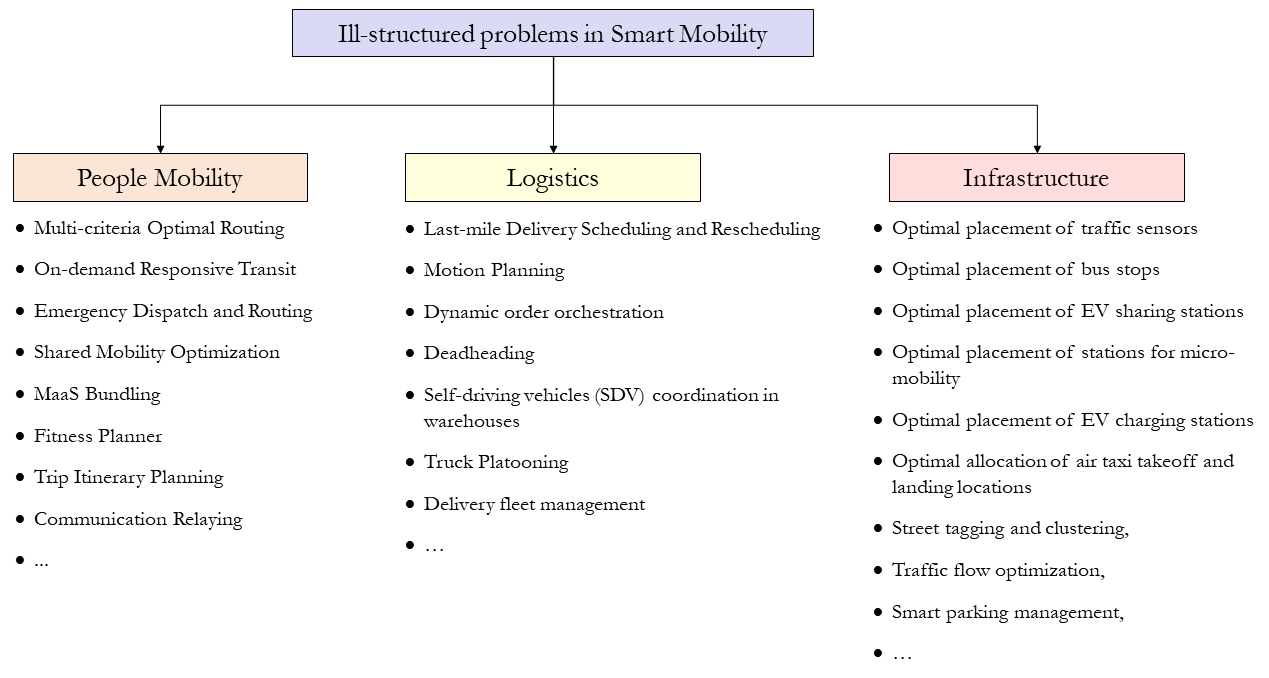 Ill-structured problems in Smart Mobility
People Mobility
• Multi-criteria Optimal Routing
• On-demand Responsive Transit
• Emergency Dispatch and Routing
• Shared Mobility Optimization
• MaaS Bundling
• Fitness Planner
• Trip Itinerary Planning
• Communication Relaying
• ...
Logistics
• Last-mile Delivery Scheduling and Rescheduling
• Motion Planning
• Dynamic order orchestration
• Deadheading
• Self-driving vehicles (SDV) coordination in
warehouses
• Truck Platooning
• Delivery fleet management
• …
Infrastructure
• Optimal placement of traffic sensors
• Optimal placement of bus stops
• Optimal placement of EV sharing stations
• Optimal placement of stations for micro-
mobility
• Optimal placement of EV charging stations
• Optimal allocation of air taxi takeoff and
landing locations
• Street tagging and clustering,
• Traffic flow optimization,
• Smart parking management,
• …